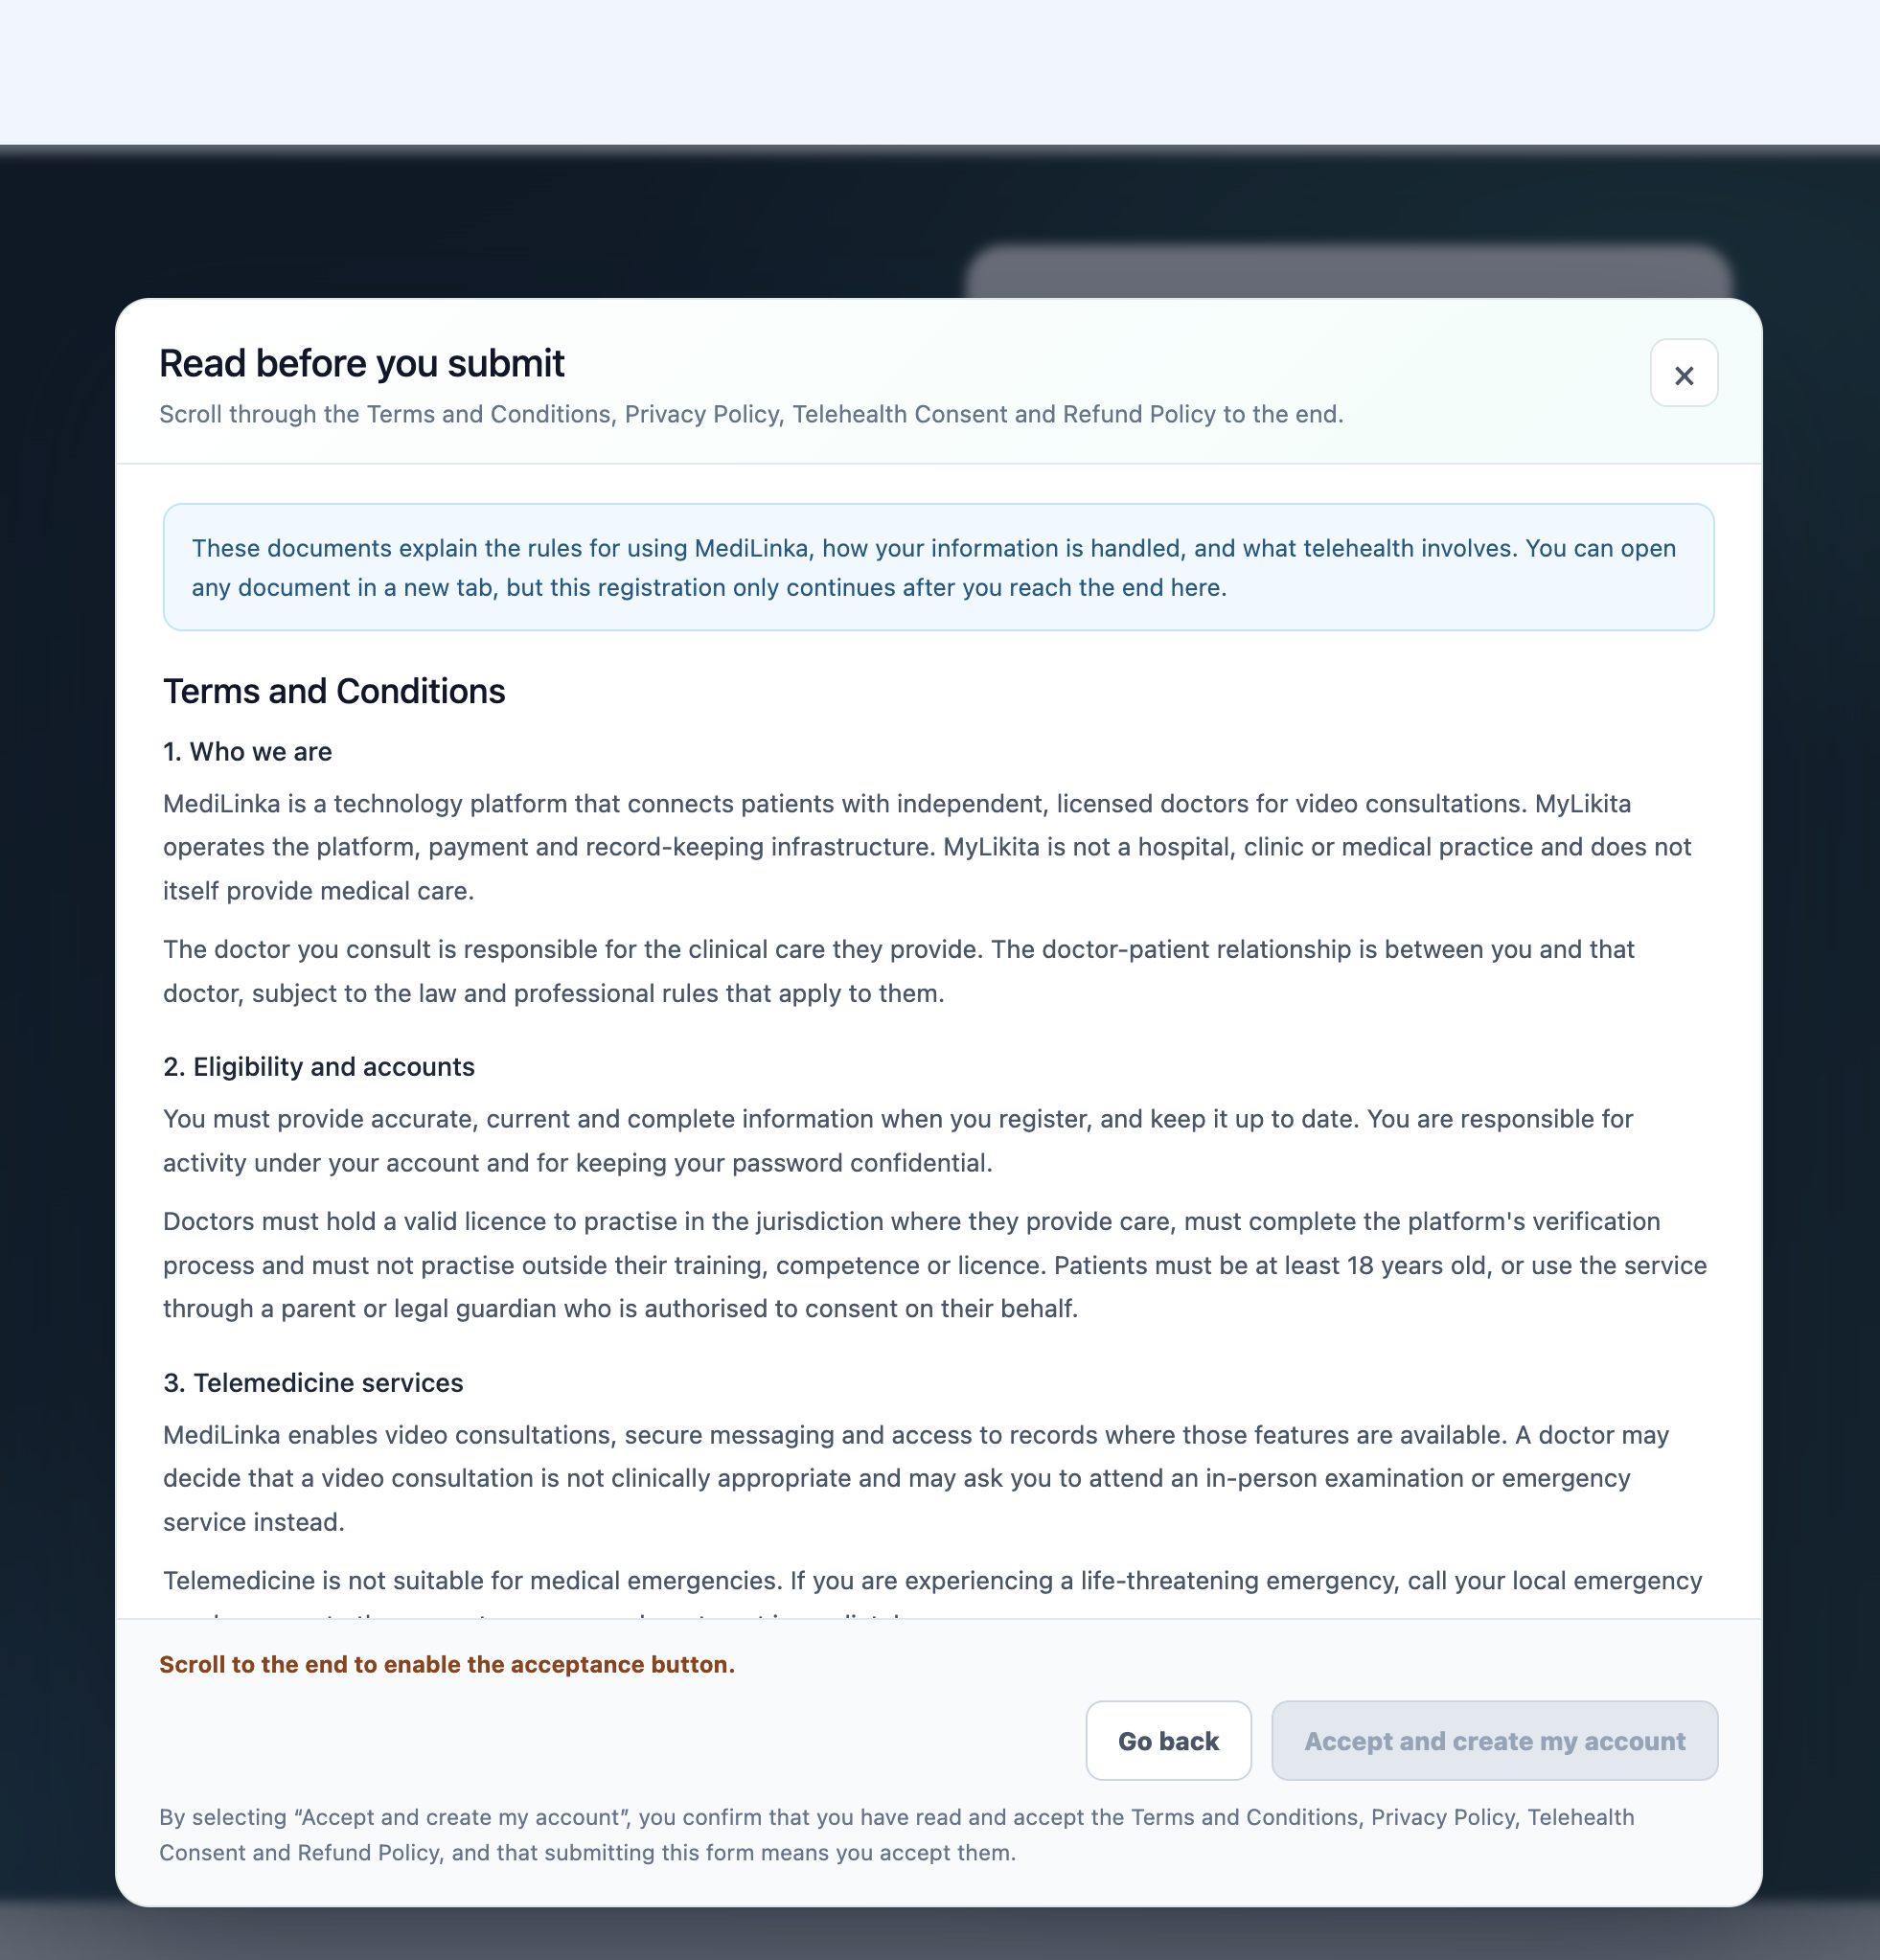 Read before you submit
Scroll through the Terms and Conditions, Privacy Policy, Telehealth Consent and Refund Policy to the end.
×
These documents explain the rules for using MediLinka, how your information is handled, and what telehealth involves. You can open
any document in a new tab, but this registration only continues after you reach the end here.
Terms and Conditions
1. Who we are
MediLinka is a technology platform that connects patients with independent, licensed doctors for video consultations. MyLikita
operates the platform, payment and record-keeping infrastructure. MyLikita is not a hospital, clinic or medical practice and does not
itself provide medical care.
The doctor you consult is responsible for the clinical care they provide. The doctor-patient relationship is between you and that
doctor, subject to the law and professional rules that apply to them.
2. Eligibility and accounts
You must provide accurate, current and complete information when you register, and keep it up to date. You are responsible for
activity under your account and for keeping your password confidential.
Doctors must hold a valid licence to practise in the jurisdiction where they provide care, must complete the platform's verification
process and must not practise outside their training, competence or licence. Patients must be at least 18 years old, or use the service
through a parent or legal guardian who is authorised to consent on their behalf.
3. Telemedicine services
MediLinka enables video consultations, secure messaging and access to records where those features are available. A doctor may
decide that a video consultation is not clinically appropriate and may ask you to attend an in-person examination or emergency
service instead.
Telemedicine is not suitable for medical emergencies. If you are experiencing a life-threatening emergency, call your local emergency
Scroll to the end to enable the acceptance button.
Go back
Accept and create my account
By selecting “Accept and create my account”, you confirm that you have read and accept the Terms and Conditions, Privacy Policy, Telehealth
Consent and Refund Policy, and that submitting this form means you accept them.